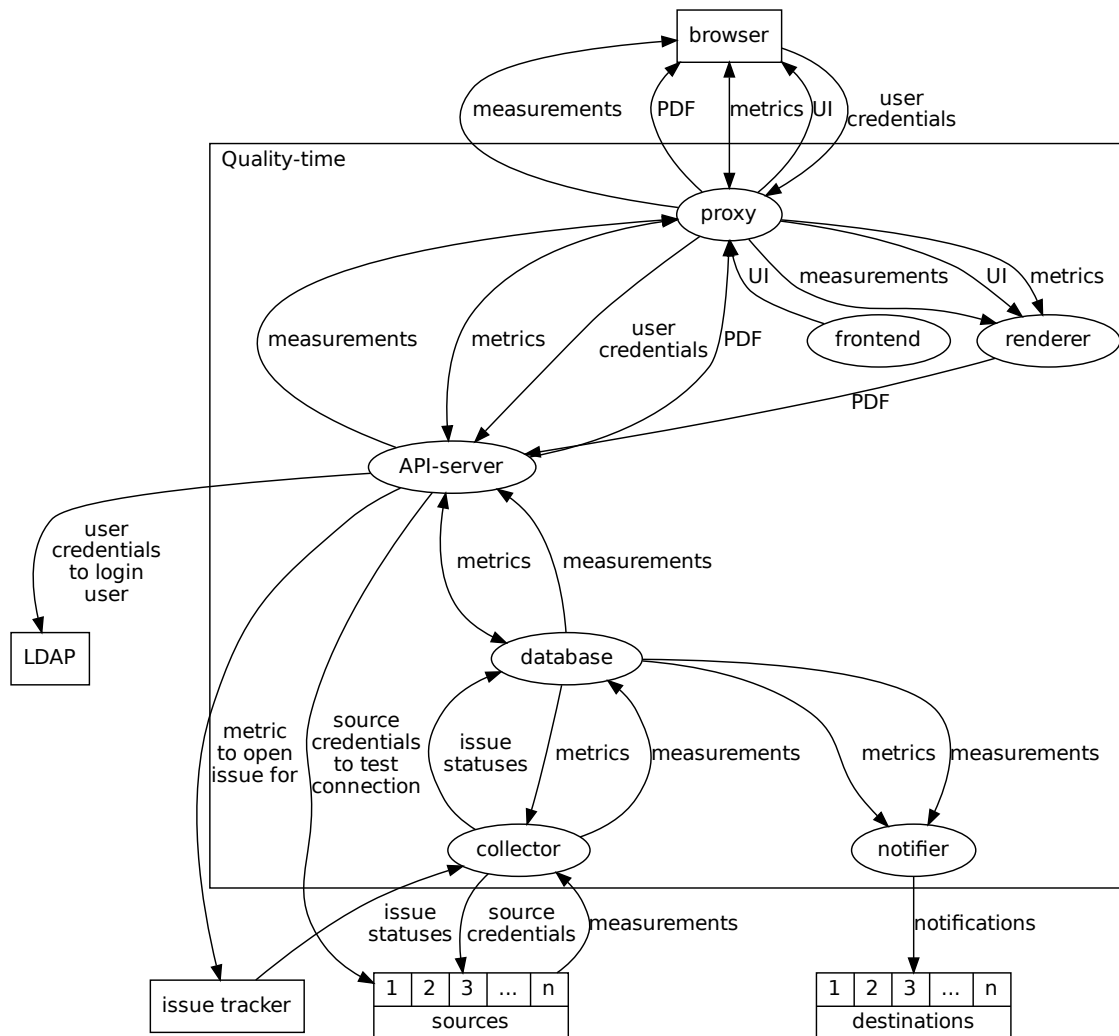 browser
measurements
PDF
metrics
UI
user
credentials
Quality-time
proxy
UI
measurements
UI
metrics
measurements
metrics
user
credentials
PDF
frontend
renderer
PDF
API-server
user
credentials
to login
user
metrics
measurements
LDAP
database
metric
to open
issue for
source
credentials
to test
connection
issue
statuses
metrics
measurements
metrics
measurements
collector
notifier
issue
statuses
source
credentials
measurements
notifications
issue tracker
1 2 3 ... n
sources
1 2 3 ... n
destinations